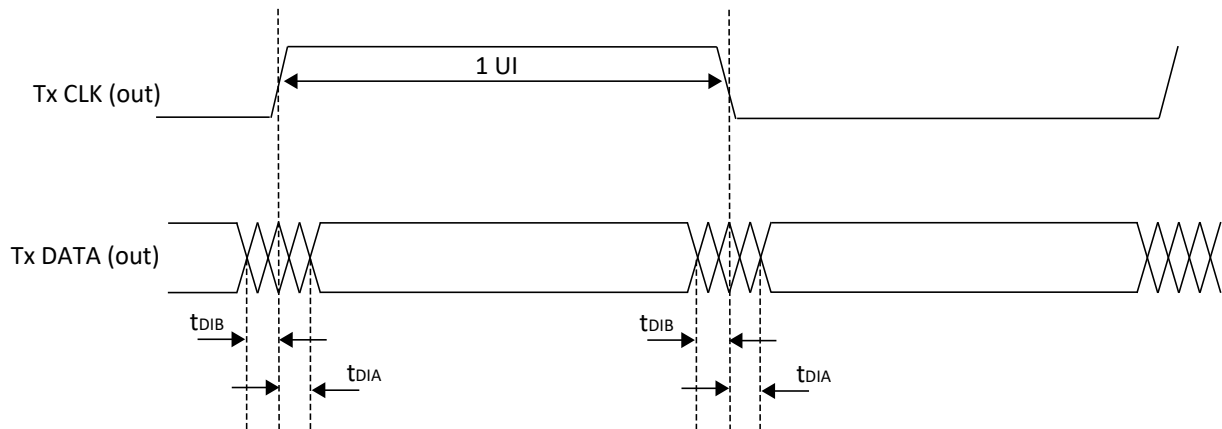 1 UI
Tx CLK (out)
Tx DATA (out)
tDIB
tDIB
tDIA
tDIA